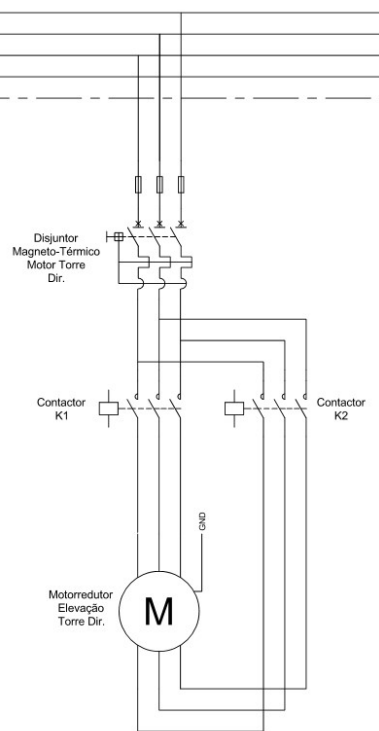 Disjuntor
Magneto-Térmico
Motor Torre
Dir.
Contactor
K1
Contactor
K2
GND
Motorredutor
Elevação
Torre Dir.
M